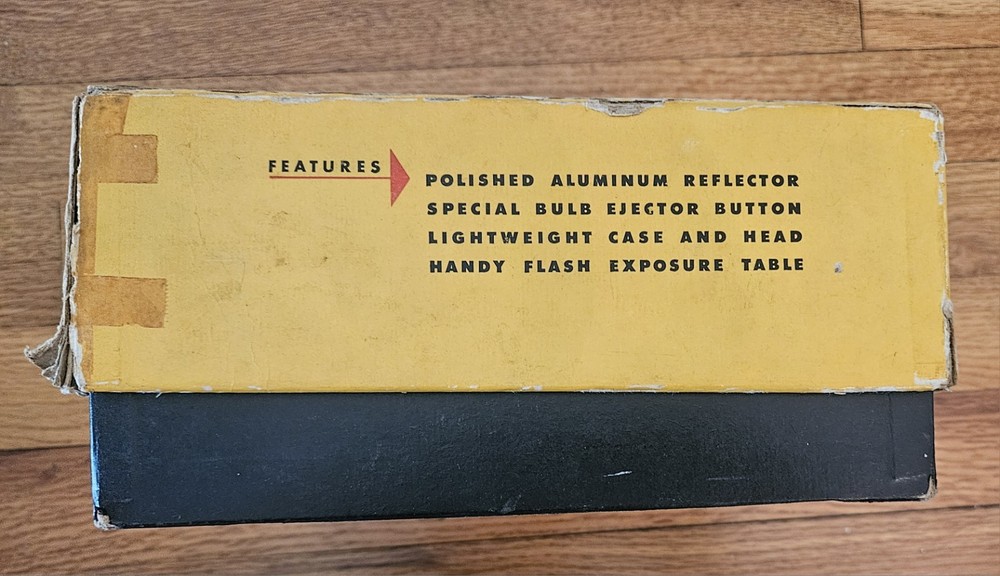 FEATURES
POLISHED ALUMINUM REFLECTOR
SPECIAL BULB EJECTOR BUTTON
LIGHTWEIGHT CASE AND HEAD
HANDY FLASH EXPOSURE TABLE